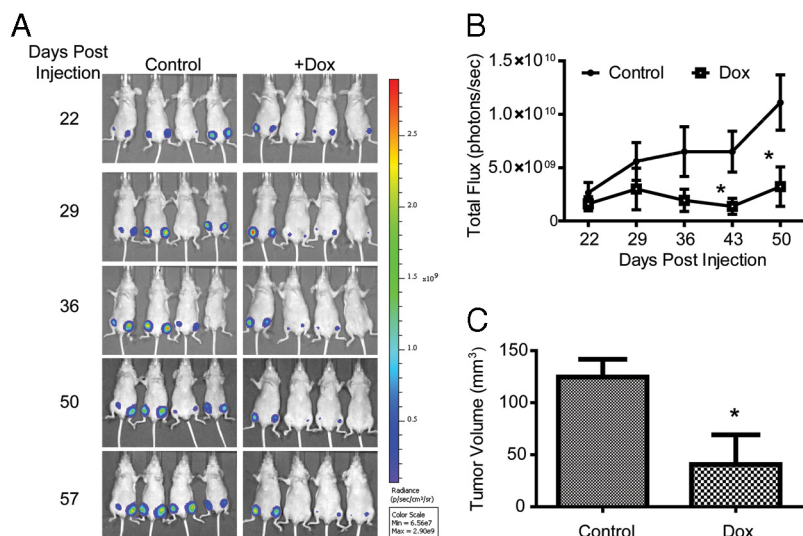 A
Days Post
Injection
Control
+Dox
22
29
36
50
57
2.5
2.0
1.5
x10⁹
1.0
0.5
Radiance
(p/sec/cm²/sr)
Color Scale
Min = 6.56e7
Max = 2.90e9
B
Control
Dox
Total Flux (photons/sec)
1.5×10¹⁰
1.0×10¹⁰
5.0×10⁰⁹
0
*
*
22 29 36 43 50
Days Post Injection
C
Tumor Volume (mm³)
150
100
50
0
*
Control
Dox